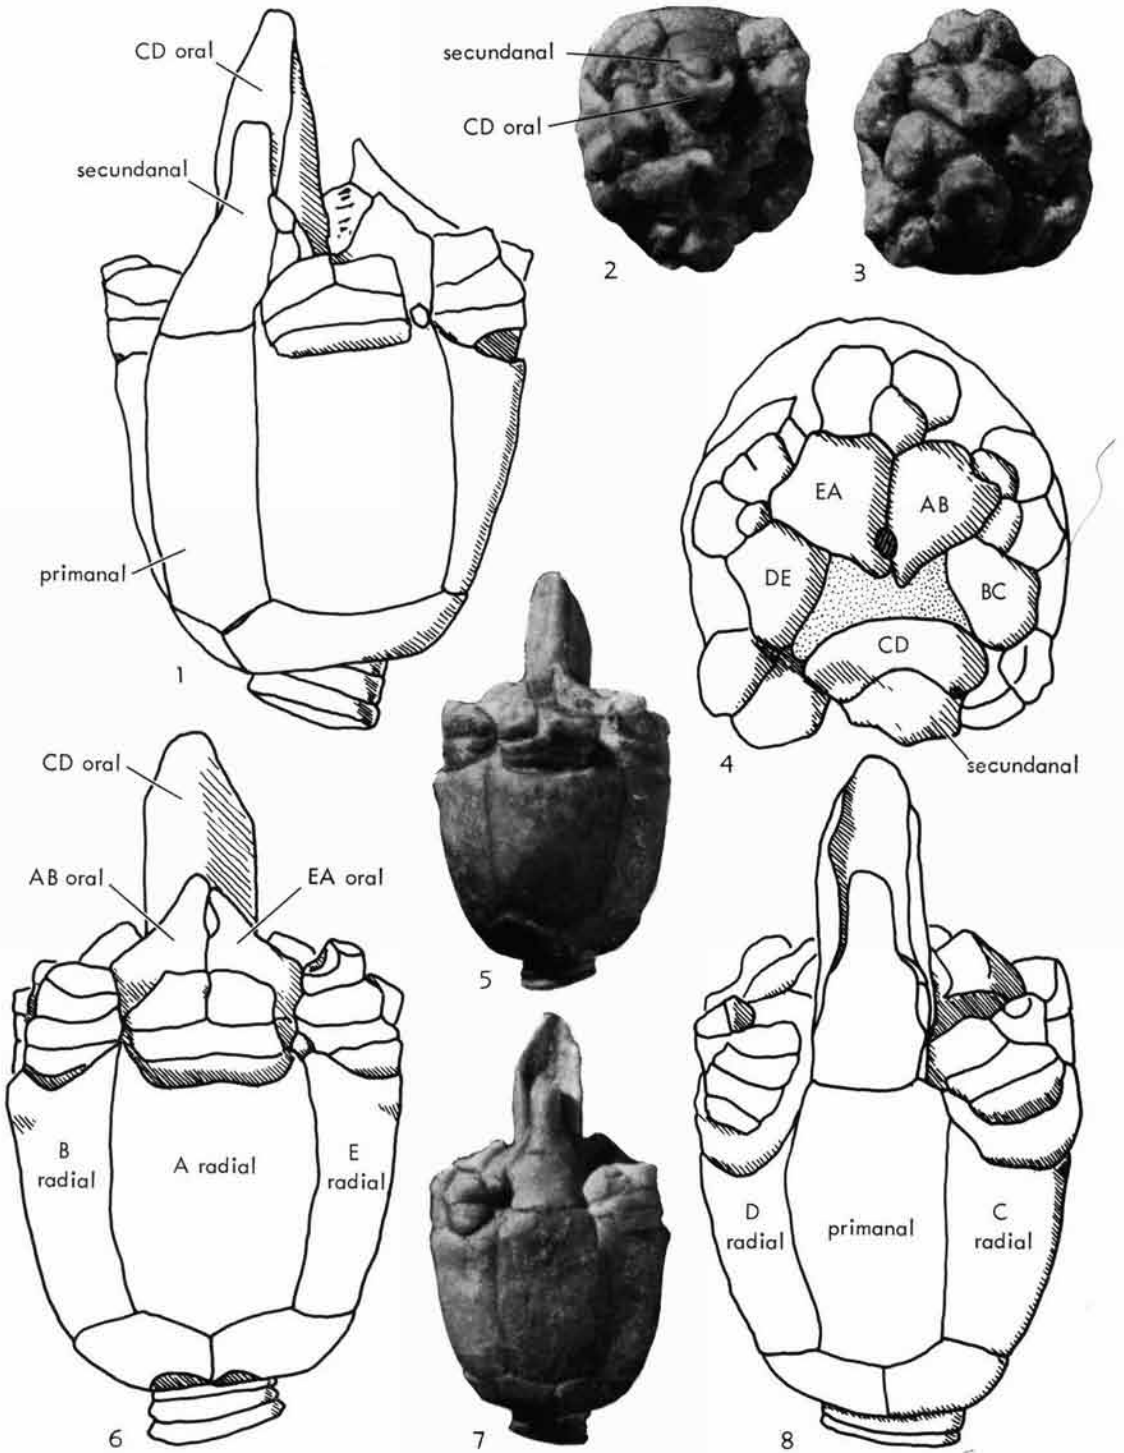 CD oral
secundanal
primanal
1
secundanal
CD oral
2
3
EA
AB
DE
BC
CD
secundanal
4
5
CD oral
AB oral
EA oral
B
radial
A radial
E
radial
6
7
D
radial
primanal
C
radial
8